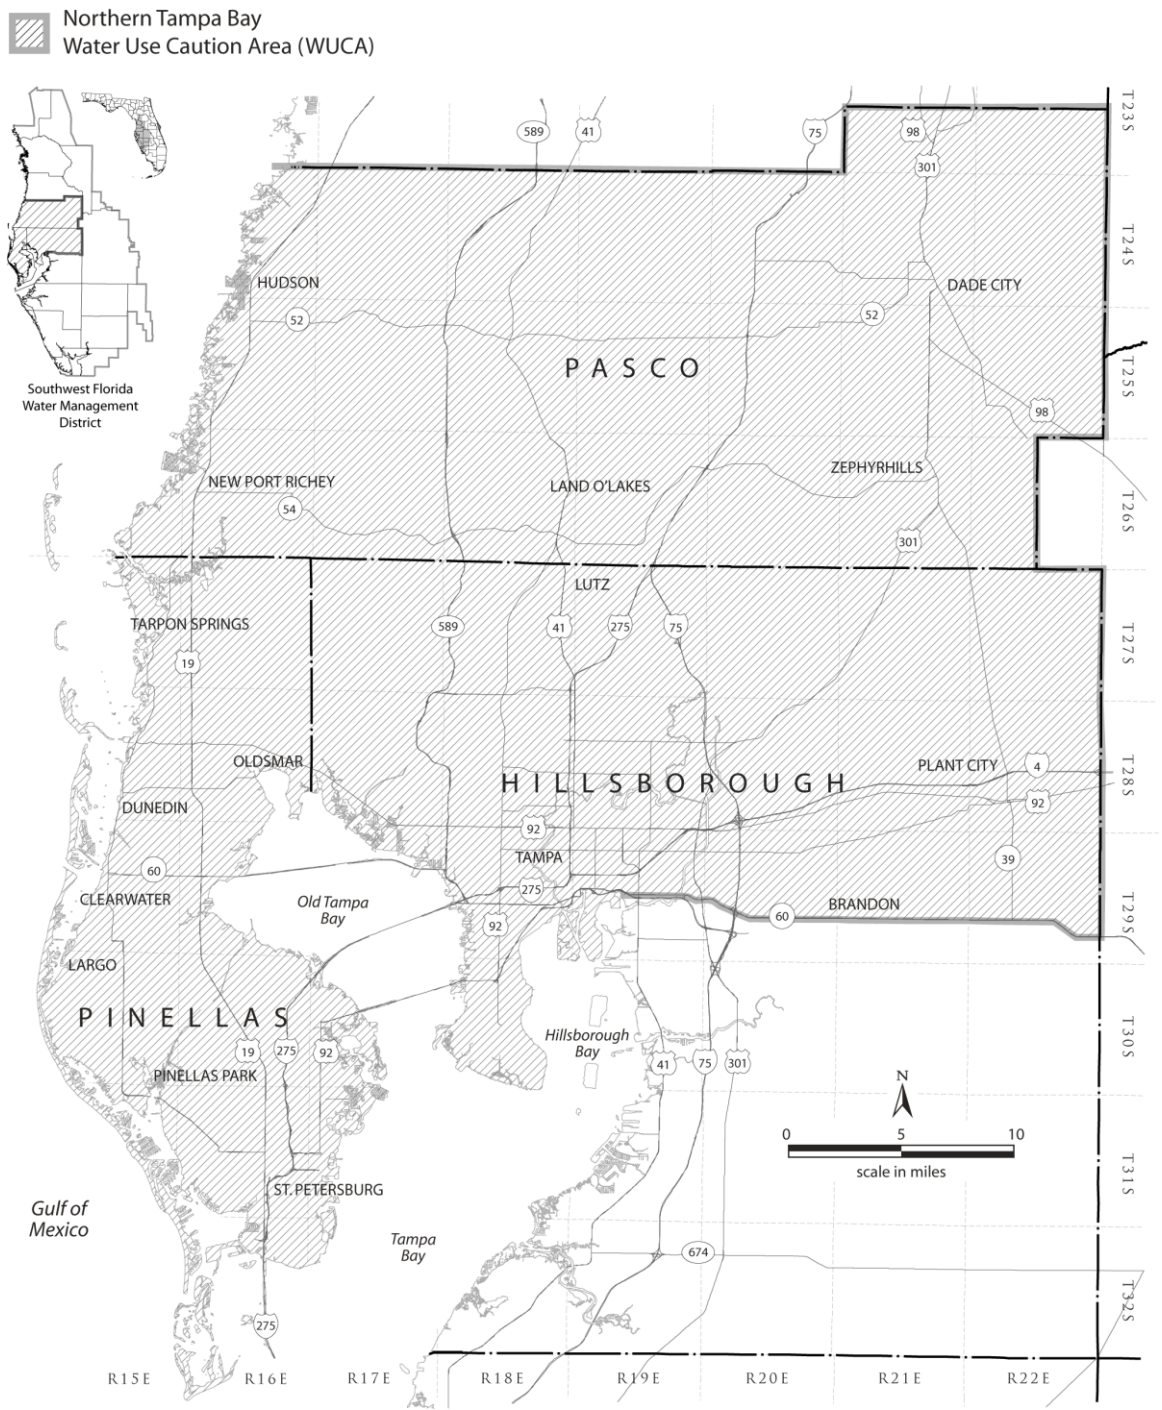 Northern Tampa Bay
Water Use Caution Area (WUCA)
Southwest Florida
Water Management
District
589
41
75
98
301
T23S
T24S
HUDSON
DADE CITY
52
52
PASCO
T25S
98
NEW PORT RICHEY
LAND O'LAKES
ZEPHYRHILLS
54
301
T26S
LUTZ
TARPON SPRINGS
589
41
275
75
19
T27S
OLDSMAR
PLANT CITY
4
HILLSBOROUGH
T28S
DUNEDIN
92
92
TAMPA
60
39
CLEARWATER
275
Old Tampa
Bay
BRANDON
60
92
T29S
LARGO
PINELLAS
Hillsborough
Bay
T30S
19
275
92
41
75
301
PINELLAS PARK
N
0
5
10
scale in miles
T31S
ST. PETERSBURG
Gulf of
Mexico
Tampa
Bay
674
T32S
275
R15E
R16E
R17E
R18E
R19E
R20E
R21E
R22E